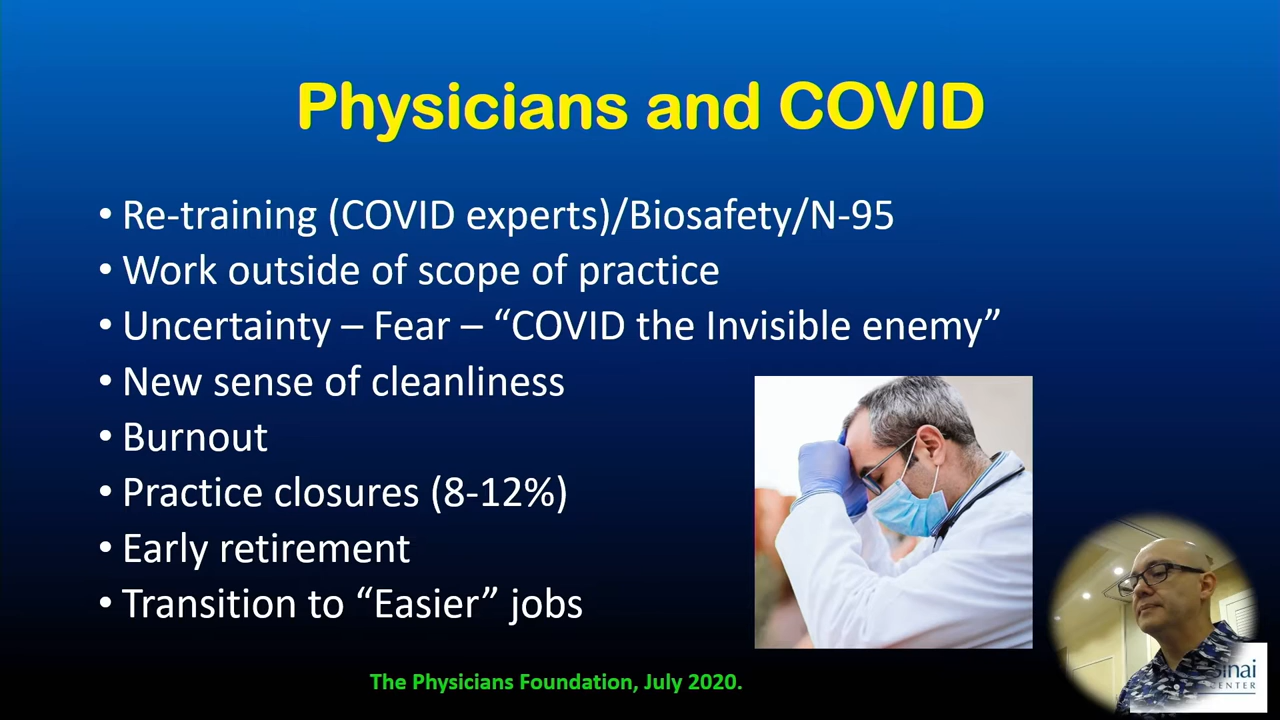 Physicians and COVID
• Re-training (COVID experts)/Biosafety/N-95
• Work outside of scope of practice
• Uncertainty – Fear – “COVID the Invisible enemy”
• New sense of cleanliness
• Burnout
• Practice closures (8-12%)
• Early retirement
• Transition to “Easier” jobs
The Physicians Foundation, July 2020.
Sinai
CENTER